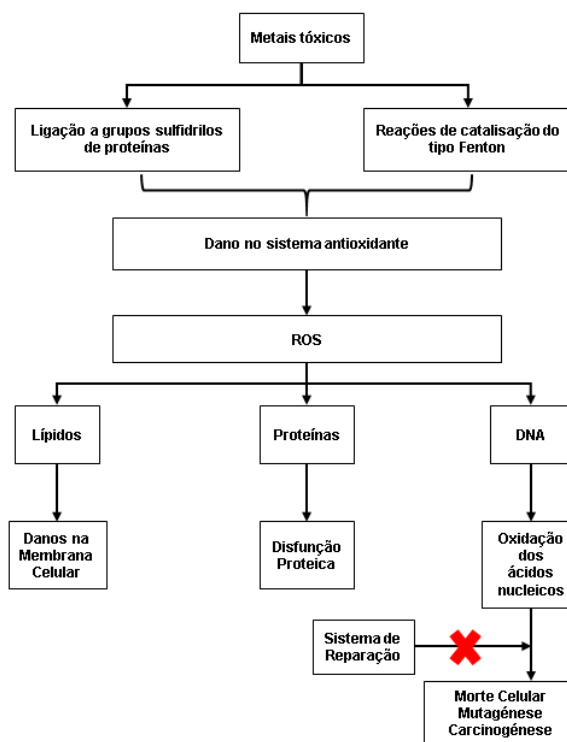 Metais tóxicos
Ligação a grupos sulfidrilos
de proteínas
Reações de catalisação do
tipo Fenton
Dano no sistema antioxidante
ROS
Lípidos
Proteínas
DNA
Danos na
Membrana
Celular
Disfunção
Proteica
Oxidação
dos
ácidos
nucleicos
Sistema de
Reparação
Morte Celular
Mutagénese
Carcinogénese